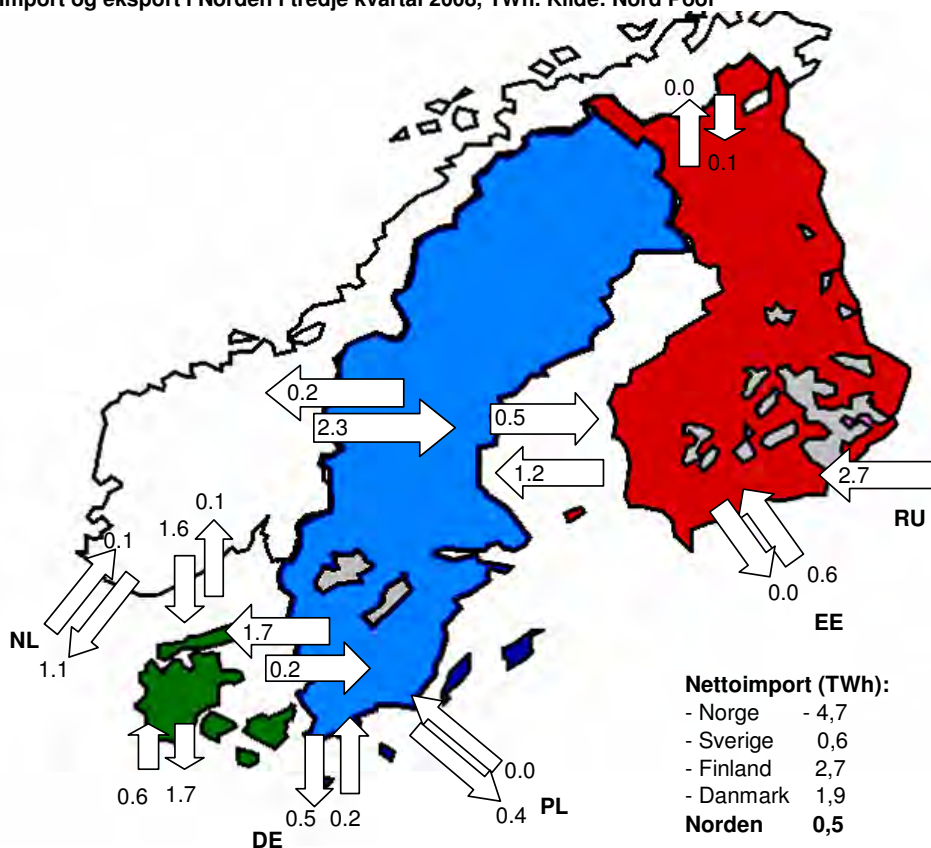 Import og eksport i Norden i tredje kvartal 2008, TWh. Kilde: Nord Pool
0.0
0.1
0.2
2.3
0.5
1.2
2.7
RU
0.1
1.6
0.1
NL
1.1
1.7
0.2
0.0
0.6
EE
0.6
1.7
0.5
0.2
DE
0.0
0.4
PL
Nettoimport (TWh):
- Norge - 4,7
- Sverige 0,6
- Finland 2,7
- Danmark 1,9
Norden 0,5